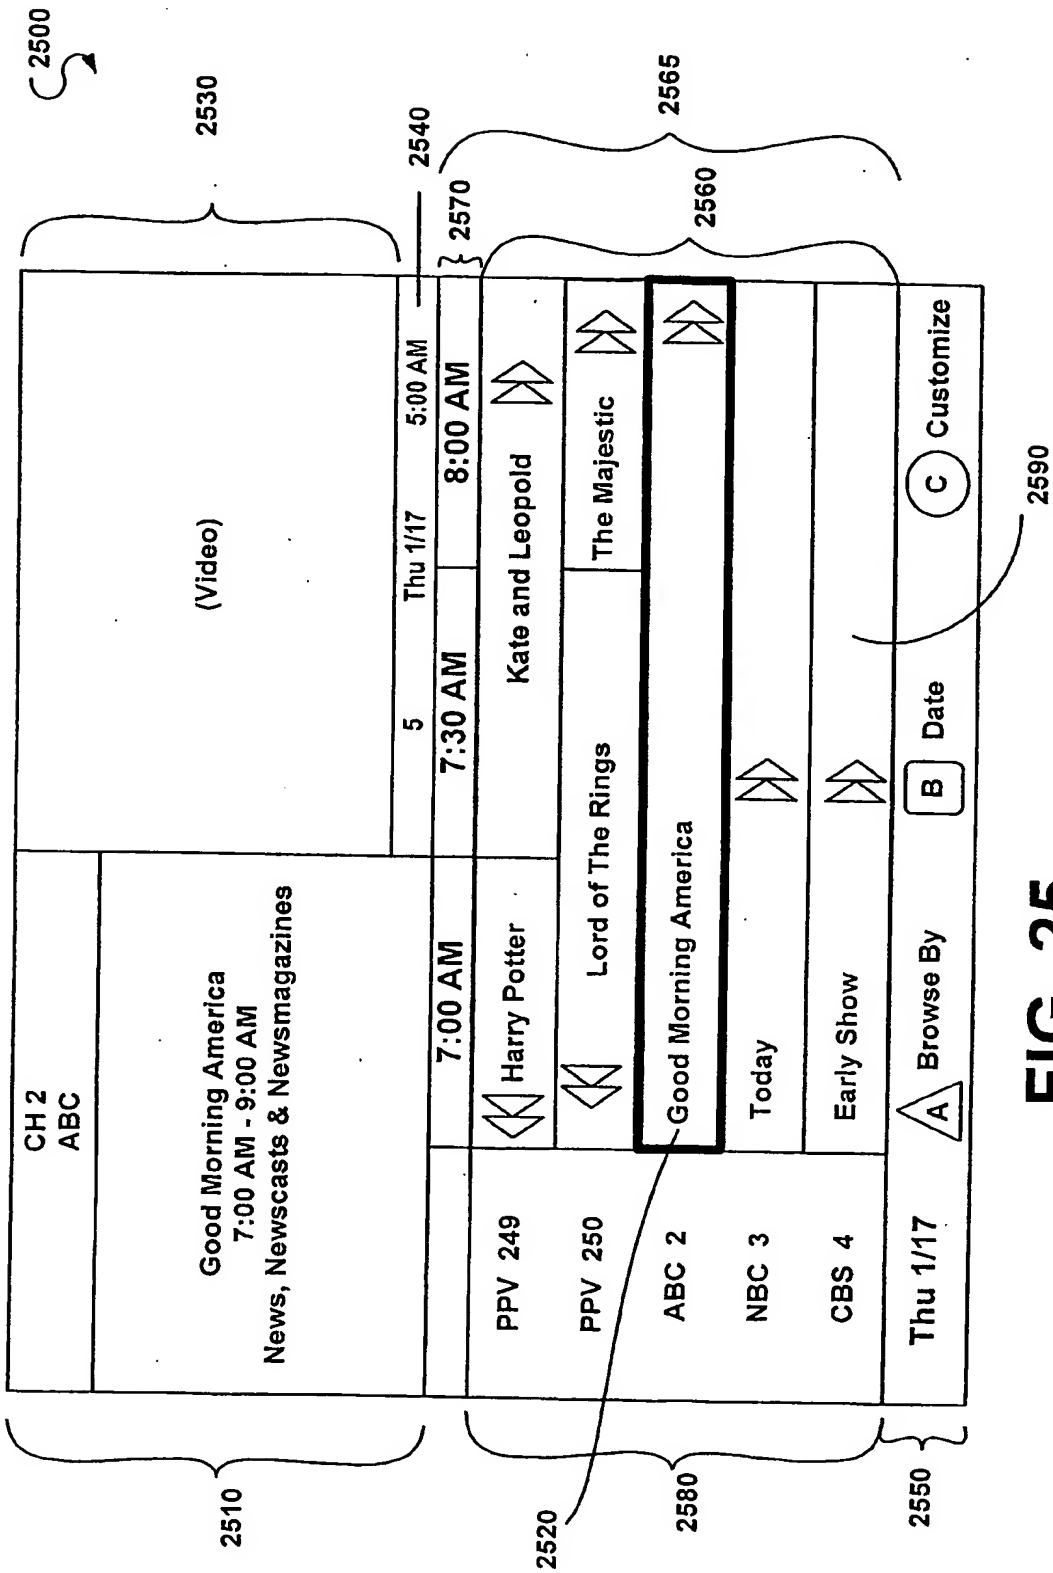 2500
2530
2540
2570
2565
2560
2510
CH 2
ABC
Good Morning America
7:00 AM - 9:00 AM
News, Newscasts & Newsmagazines
(Video)
5 Thu 1/17 5:00 AM
7:00 AM 7:30 AM 8:00 AM
PPV 249 Harry Potter Kate and Leopold
PPV 250 Lord of The Rings The Majestic
ABC 2 Good Morning America
NBC 3 Today
CBS 4 Early Show
Thu 1/17 A Browse By B Date C Customize
2520
2580
2550
2590
FIG. 25